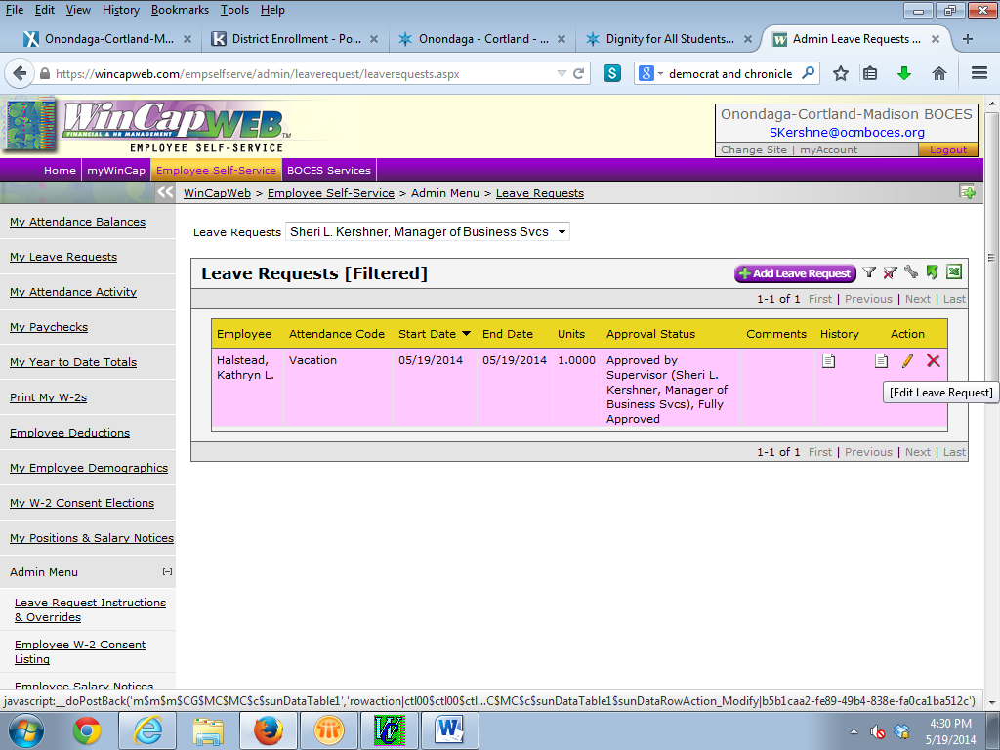 File Edit View History Bookmarks Tools Help
Onondaga-Cortland-M... District Enrollment - Po... Onondaga - Cortland - ... Dignity for All Students... Admin Leave Requests ...
https://wincapweb.com/empselfserve/admin/leaverequest/leaverequests.aspx democrat and chronicle
WinCapWEB TM
FINANCIAL & HR MANAGEMENT
EMPLOYEE SELF-SERVICE
Onondaga-Cortland-Madison BOCES
SKershne@ocmboces.org
Change Site | myAccount Logout
Home myWinCap Employee Self-Service BOCES Services
WinCapWeb > Employee Self-Service > Admin Menu > Leave Requests
My Attendance Balances
My Leave Requests
My Attendance Activity
My Paychecks
My Year to Date Totals
Print My W-2s
Employee Deductions
My Employee Demographics
My W-2 Consent Elections
My Positions & Salary Notices
Admin Menu
Leave Request Instructions
& Overrides
Employee W-2 Consent
Listing
Employee Salary Notices
Leave Requests Sheri L. Kershner, Manager of Business Svcs
Leave Requests [Filtered] Add Leave Request
1-1 of 1 First | Previous | Next | Last
Employee Attendance Code Start Date End Date Units Approval Status Comments History Action
Halstead, Vacation 05/19/2014 05/19/2014 1.0000 Approved by
Kathryn L. Supervisor (Sheri L.
Kershner, Manager of
Business Svcs), Fully
Approved
[Edit Leave Request]
1-1 of 1 First | Previous | Next | Last
javascript:__doPostBack('m$m$m$CG$MC$MC$c$sunDataTable1','rowaction|ctl00$ctl00$ctl...C$MC$c$sunDataTable1$sunDataRowAction_Modify|b5b1caa2-fe89-49b4-838e-fa0ca1ba512c')
4:30 PM
5/19/2014